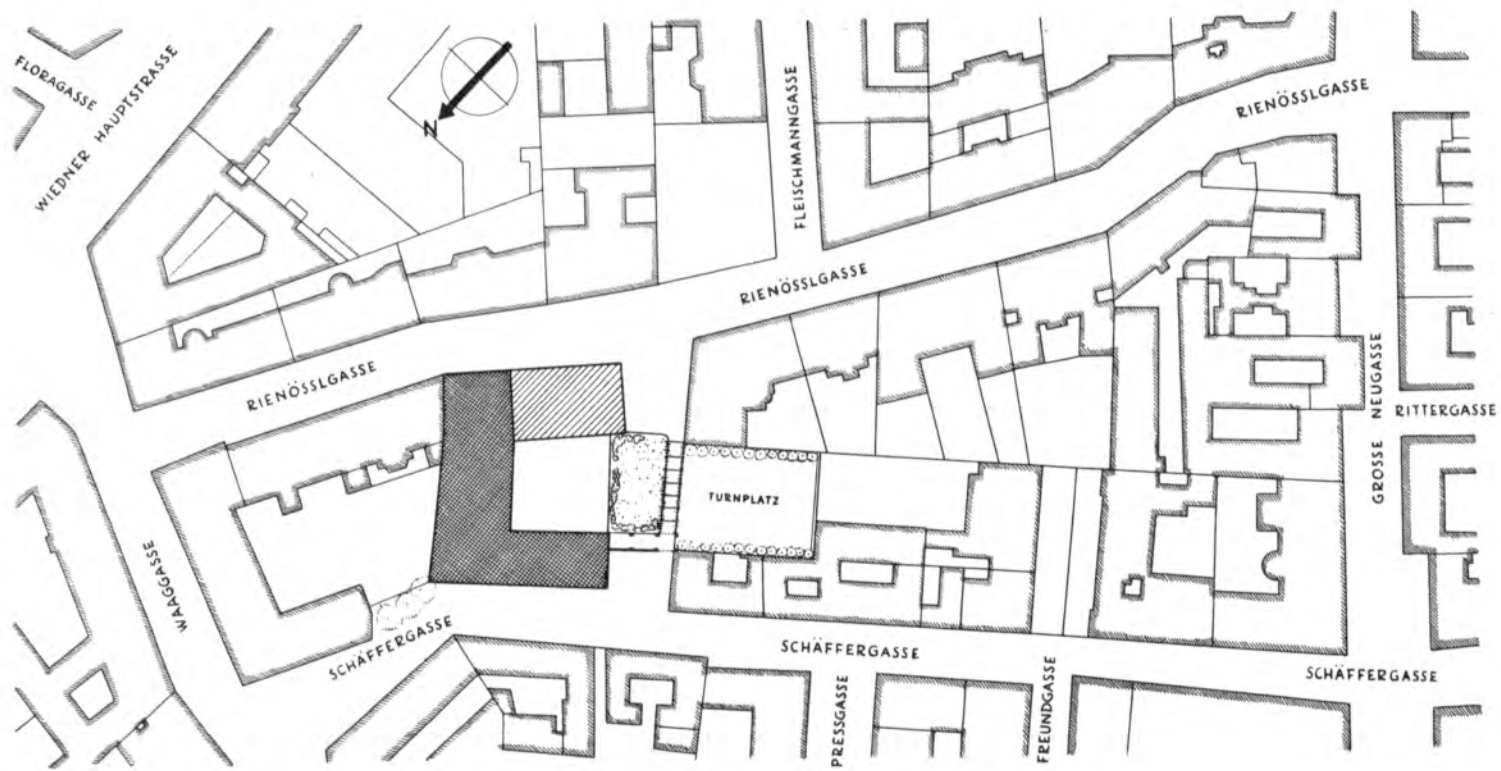 FLORAGASSE
WIEDNER HAUPTSTRASSE
N
FLEISCHMANNGASSE
RIENÖSSLGASSE
RIENÖSSLGASSE
RIENÖSSLGASSE
GROSSE NEUGASSE
RITTERGASSE
TURNPLATZ
WAAGGASSE
SCHÄFFERGASSE
SCHÄFFERGASSE
SCHÄFFERGASSE
PRESSGASSE
FREUNDGASSE